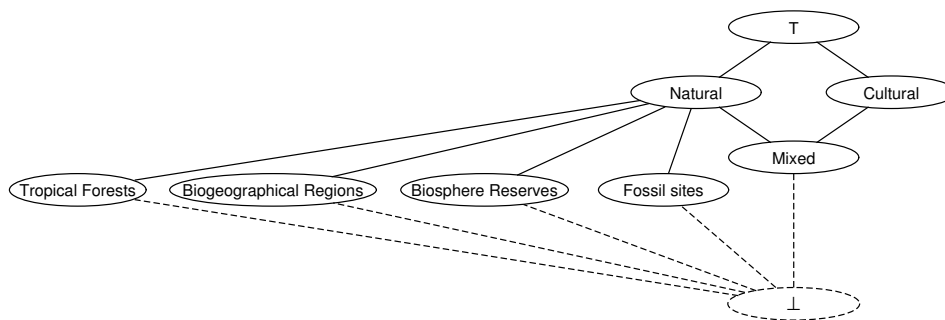 T
Natural
Cultural
Mixed
Tropical Forests
Biogeographical Regions
Biosphere Reserves
Fossil sites
⊥